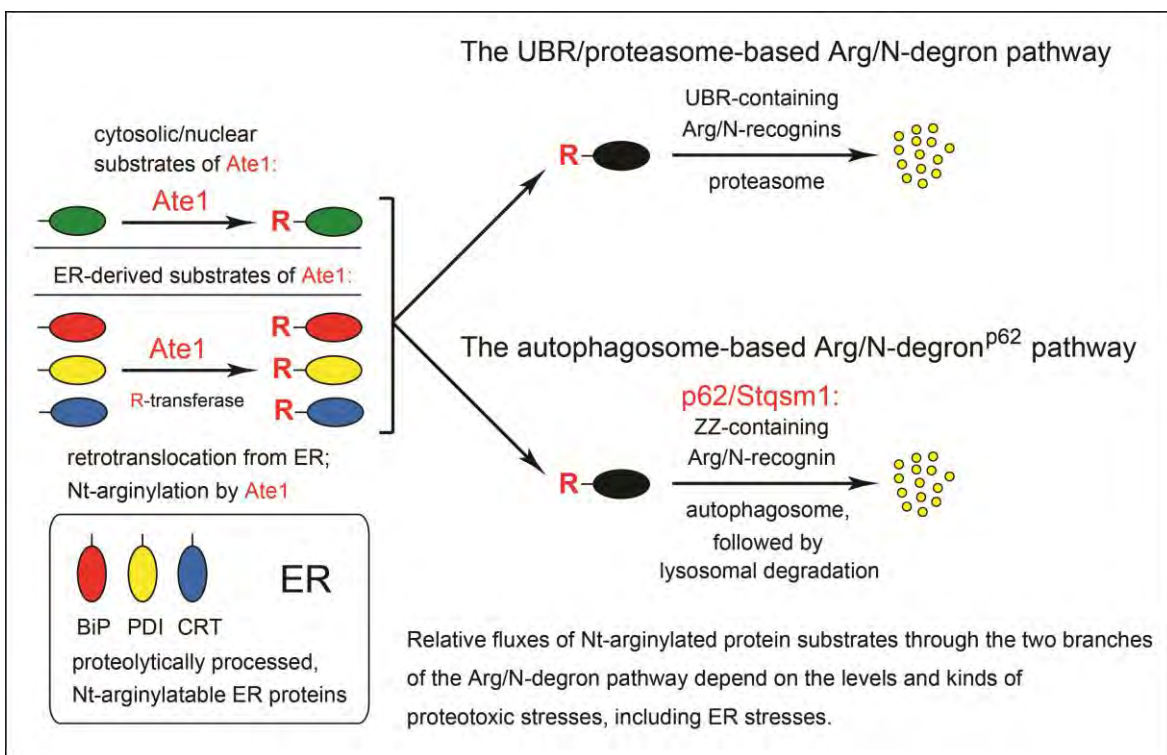 The UBR/proteasome-based Arg/N-degron pathway
cytosolic/nuclear
substrates of Ate1:
Ate1
R
R
UBR-containing
Arg/N-recognins
proteasome
ER-derived substrates of Ate1:
R
Ate1
R
R-transferase
R
retrotranslocation from ER;
Nt-arginylation by Ate1
The autophagosome-based Arg/N-degronp62 pathway
p62/Stqsm1:
ZZ-containing
Arg/N-recognin
R
autophagosome,
followed by
lysosomal degradation
ER
BiP PDI CRT
proteolytically processed,
Nt-arginylatable ER proteins
Relative fluxes of Nt-arginylated protein substrates through the two branches
of the Arg/N-degron pathway depend on the levels and kinds of
proteotoxic stresses, including ER stresses.